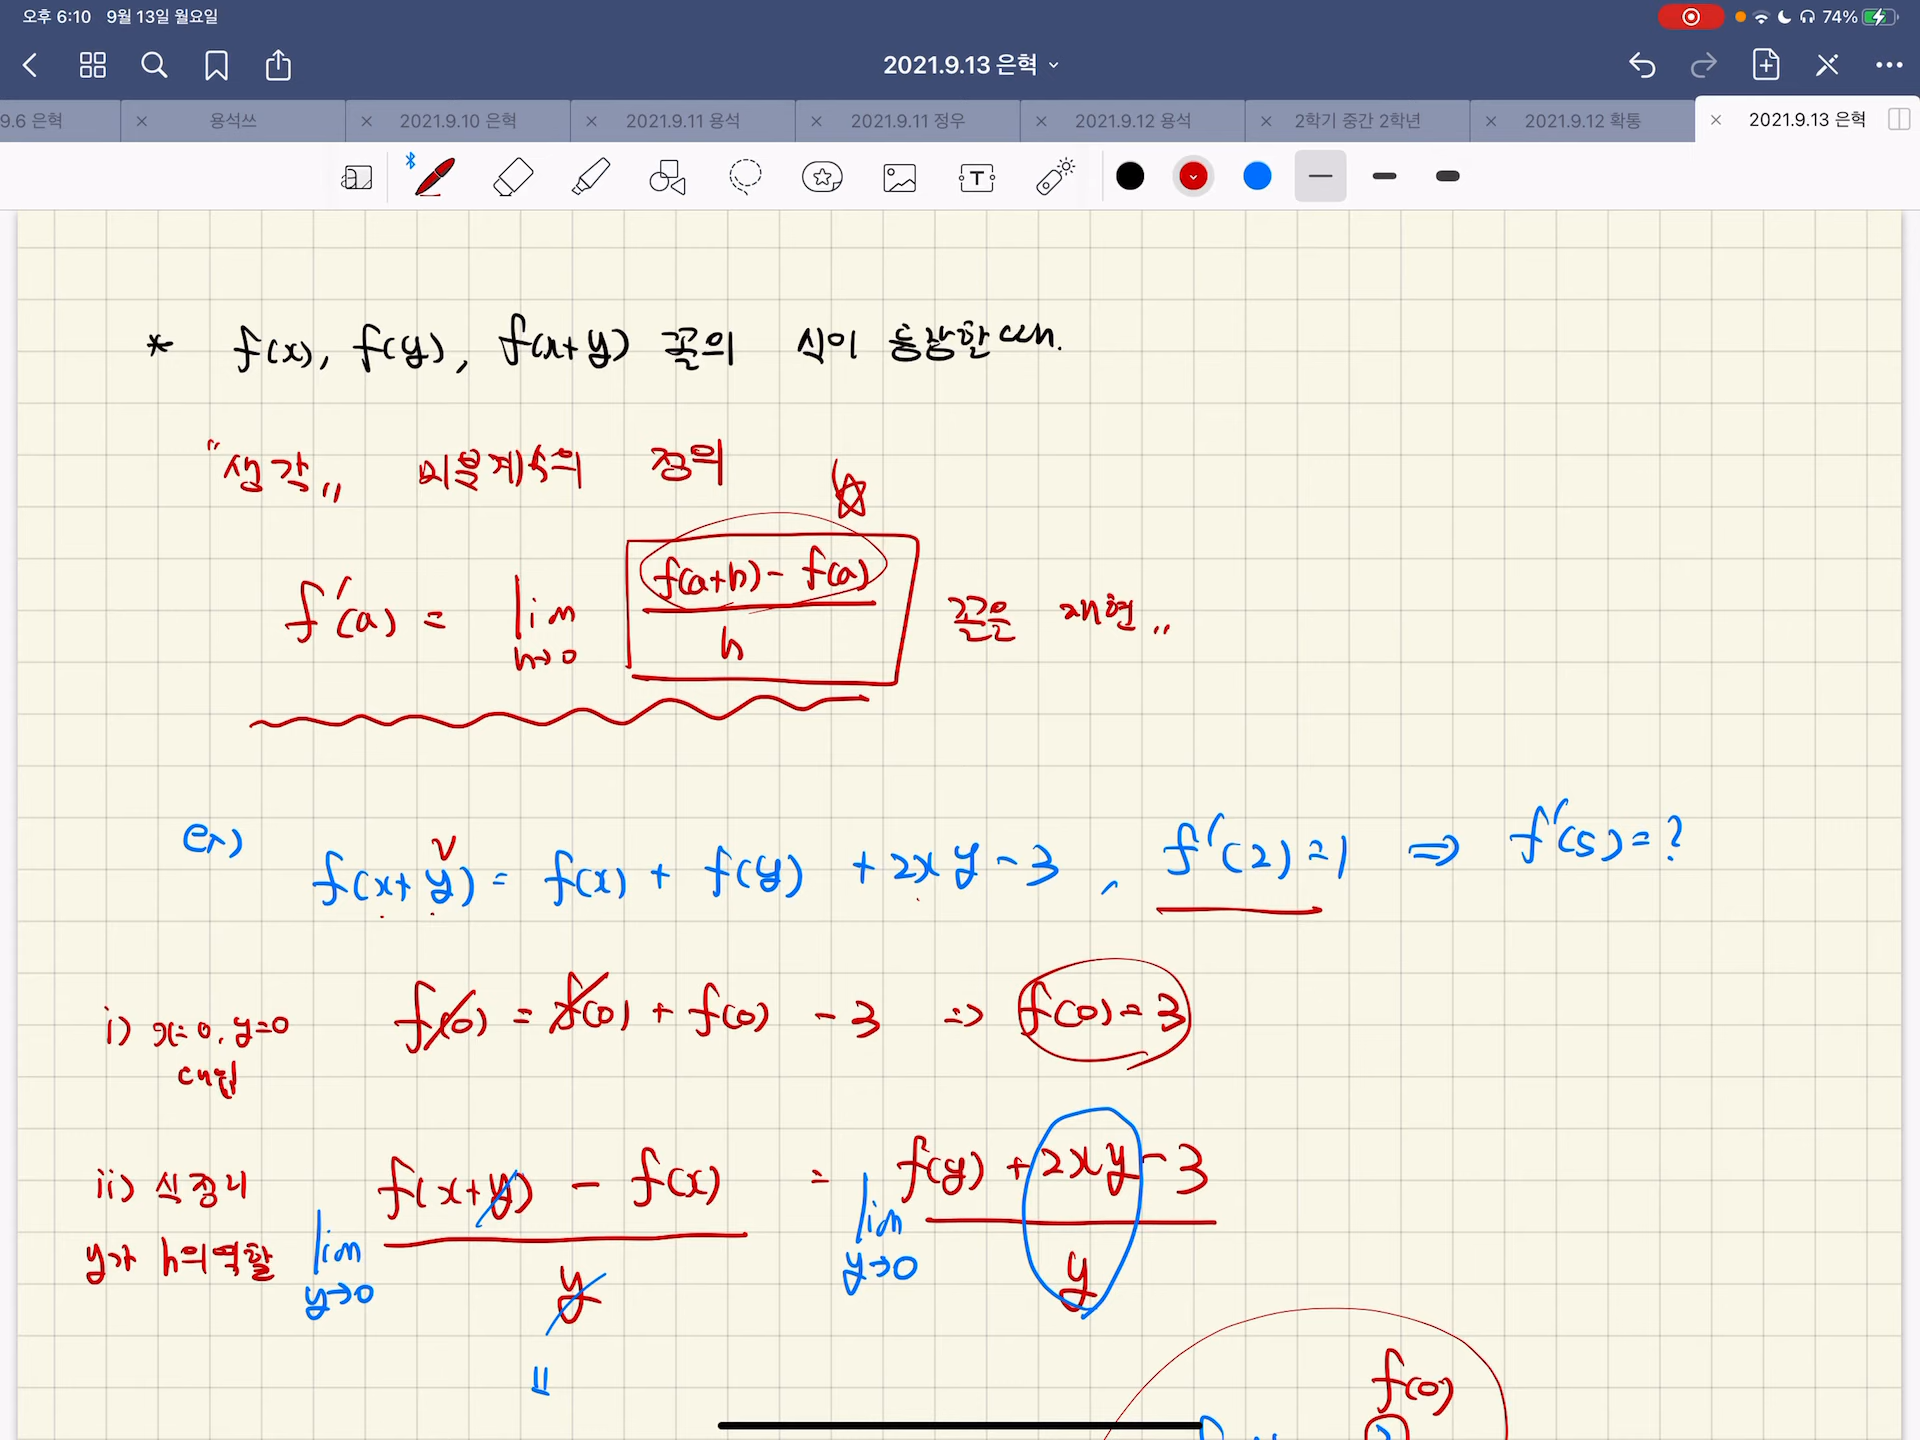 오후 6:10 9월 13일 월요일
74%
2021.9.13 은혁
9.6 은혁
용석쓰
2021.9.10 은혁
2021.9.11 용석
2021.9.11 정우
2021.9.12 용석
2학기 중간 2학년
2021.9.12 확통
2021.9.13 은혁
* f(x), f(y), f(x+y) 꼴의 식이 등장한 때.
"생각" 미분계수의 정의
f'(a) = lim h→0 f(a+h) - f(a) / h 꼴을 재현"
ex) f(x+y) = f(x) + f(y) + 2xy - 3, f'(2) = 1 ⇒ f'(5) = ?
i) x=0, y=0 대입 f(0) = f(0) + f(0) - 3 ⇒ f(0) = 3
ii) 식정리 y가 h의 역할 lim y→0 f(x+y) - f(x) / y = lim y→0 f(y) + 2xy - 3 / y
=
f(0)